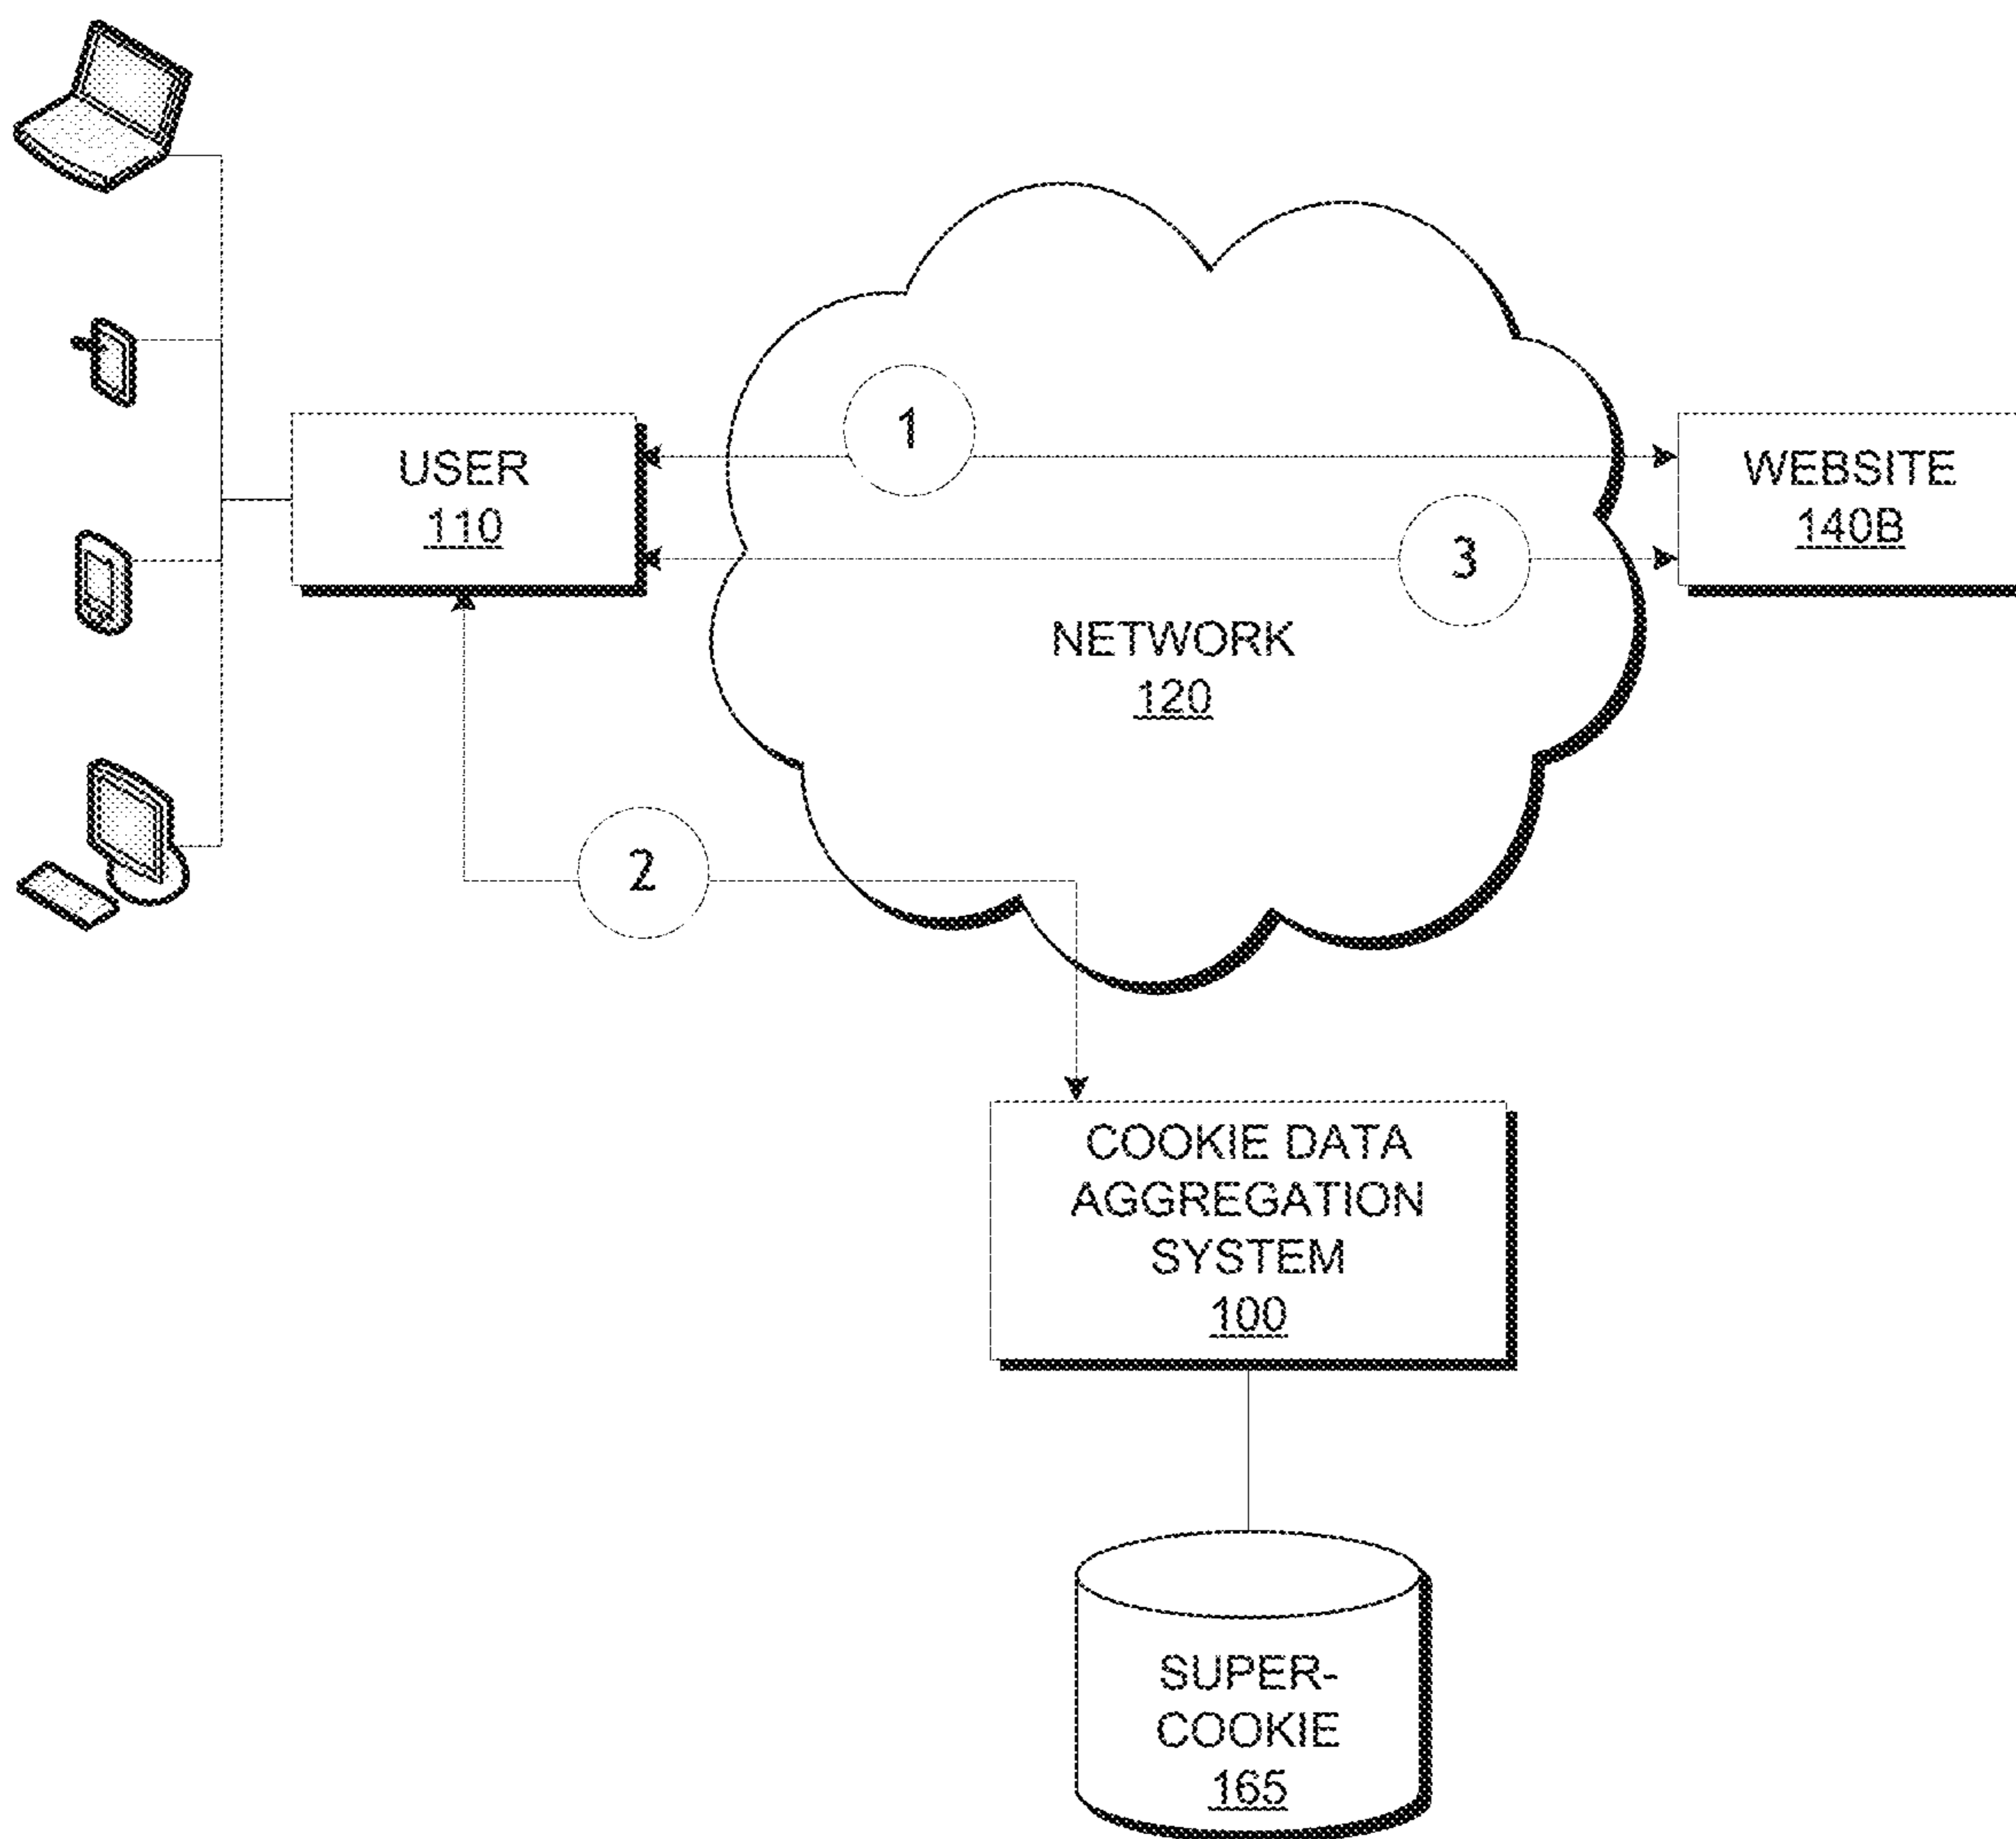 1
USER
110
WEBSITE
140B
3
NETWORK
120
2
COOKIE DATA
AGGREGATION
SYSTEM
100
SUPER-
COOKIE
165